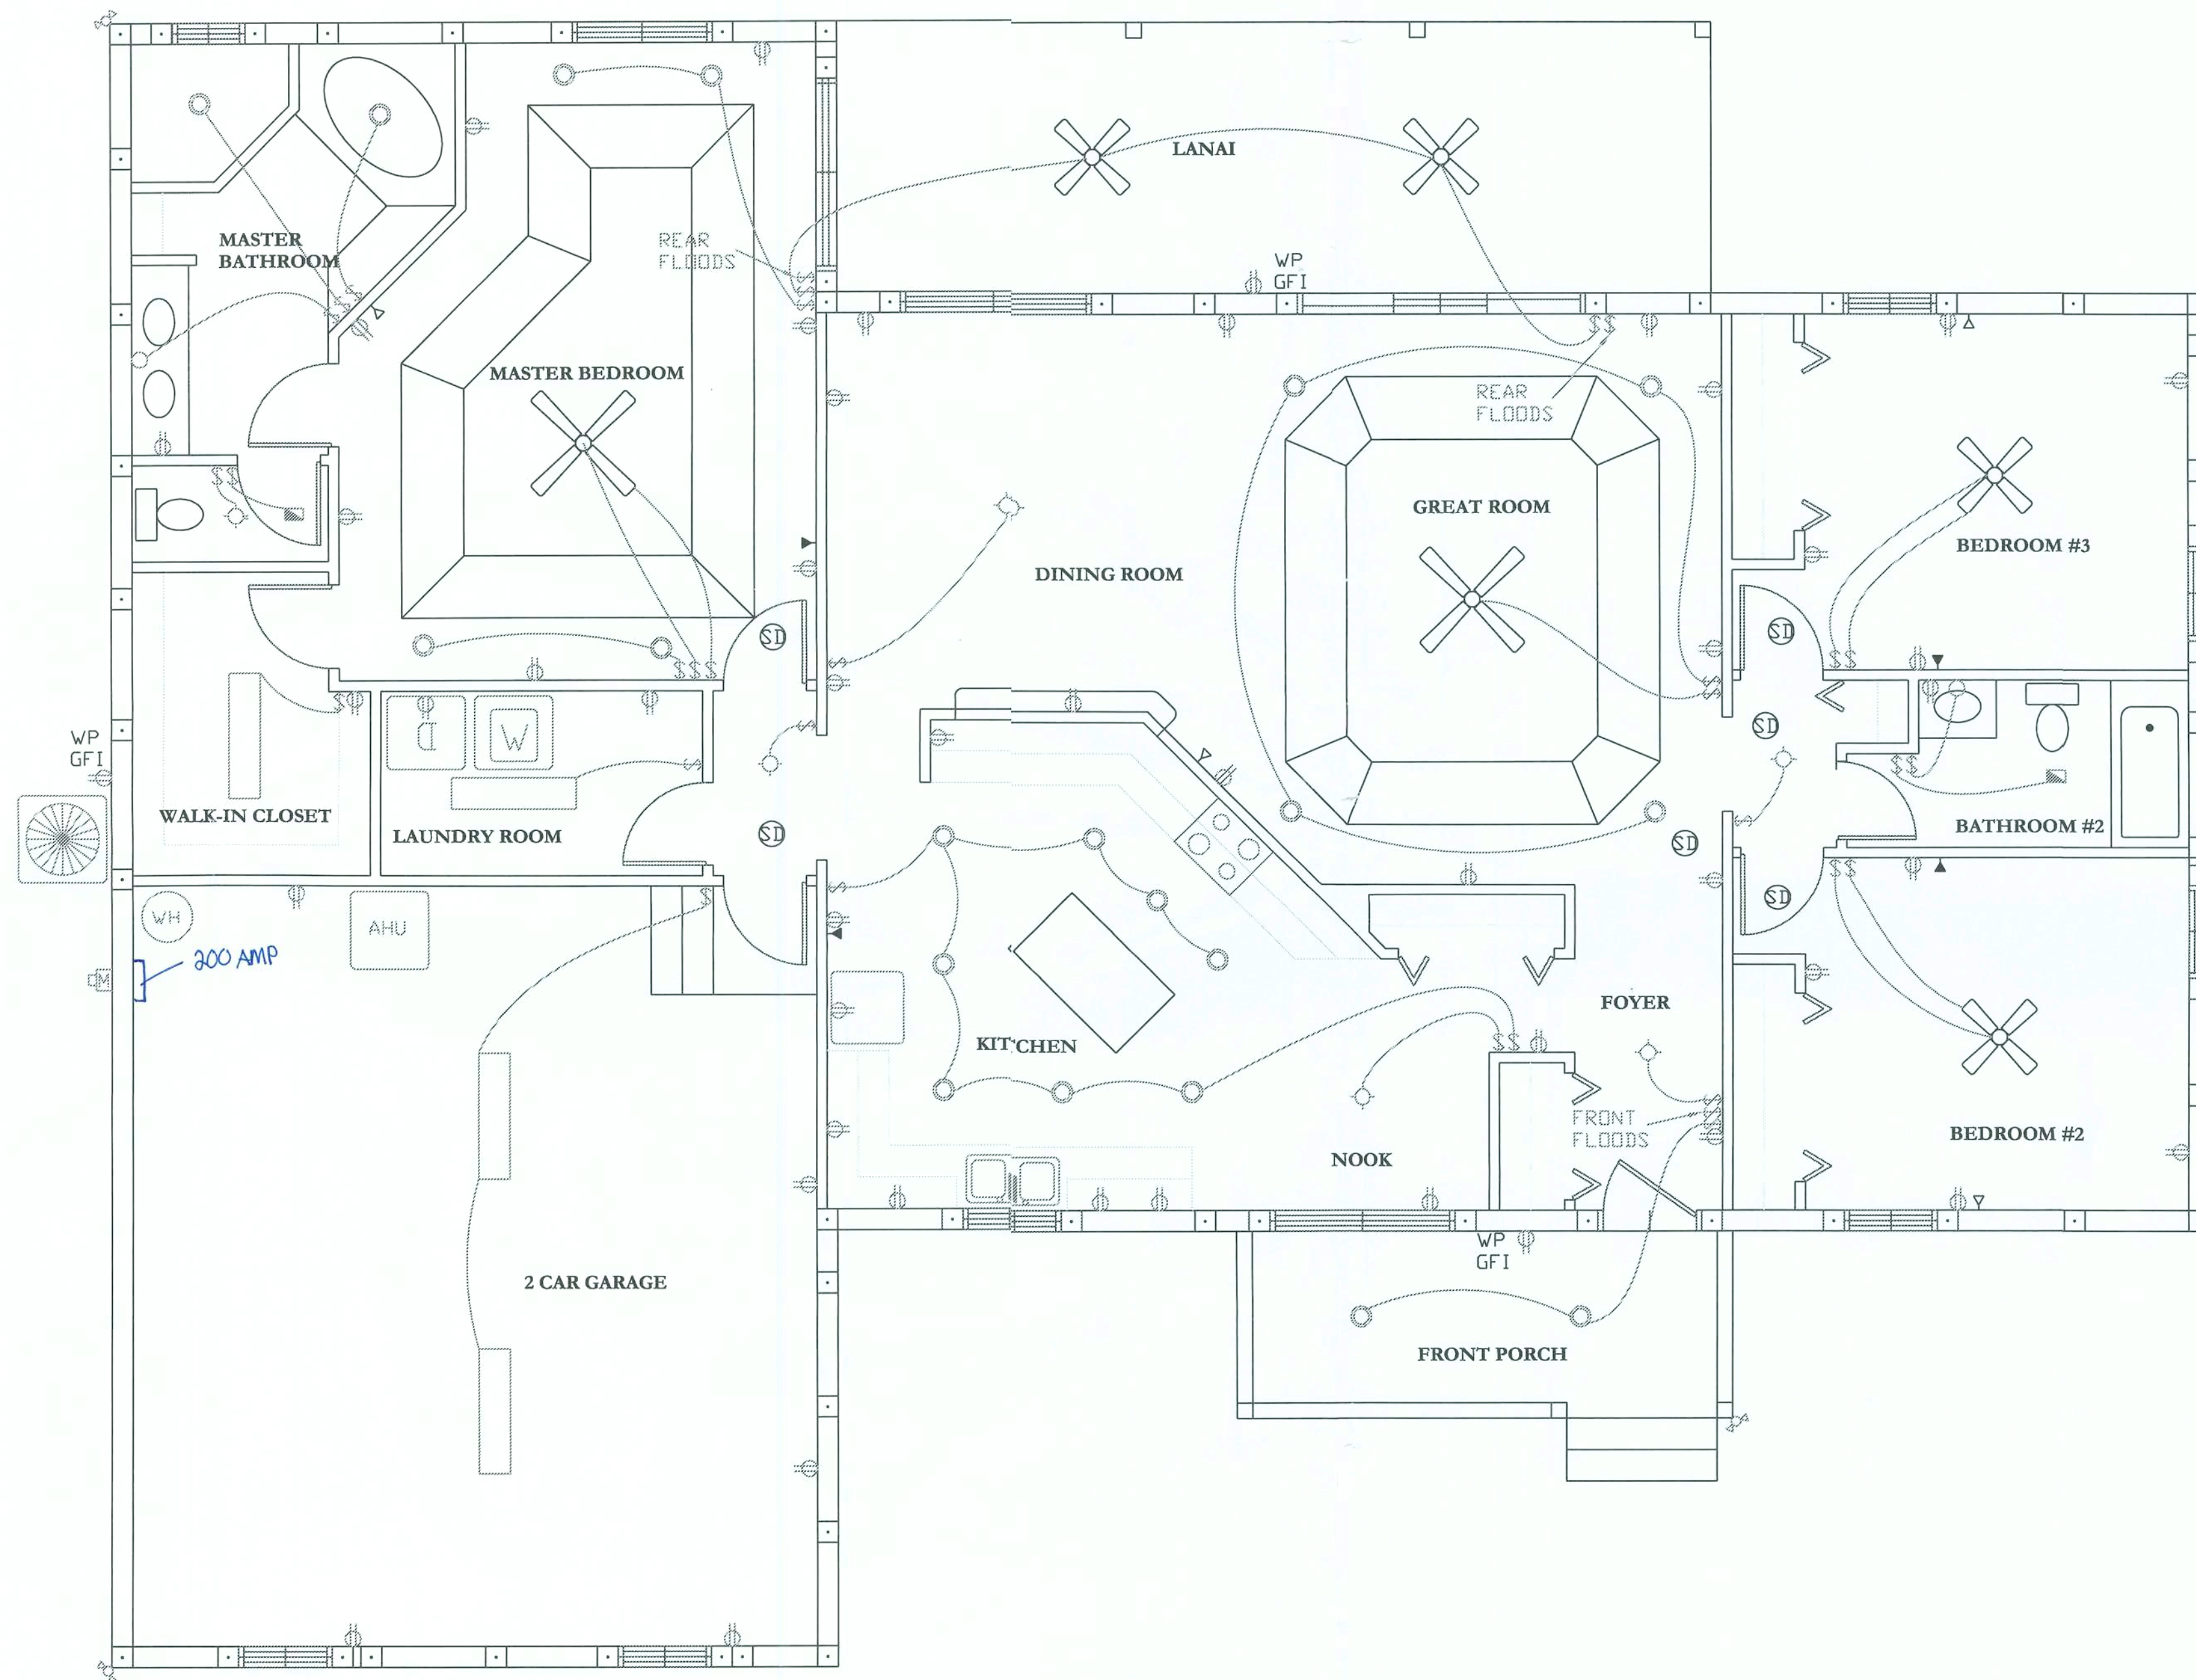 LANAI
MASTER
BATHROOM
REAR
FLOODS
WP
GFI
MASTER BEDROOM
REAR
FLOODS
GREAT ROOM
BEDROOM #3
DINING ROOM
SD
SD
SD
WP
GFI
D
W
WALK-IN CLOSET
LAUNDRY ROOM
SD
SD
BATHROOM #2
SD
WH
AHU
200 AMP
M
FOYER
KITCHEN
FRONT
FLOODS
NOOK
BEDROOM #2
WP
GFI
2 CAR GARAGE
FRONT PORCH